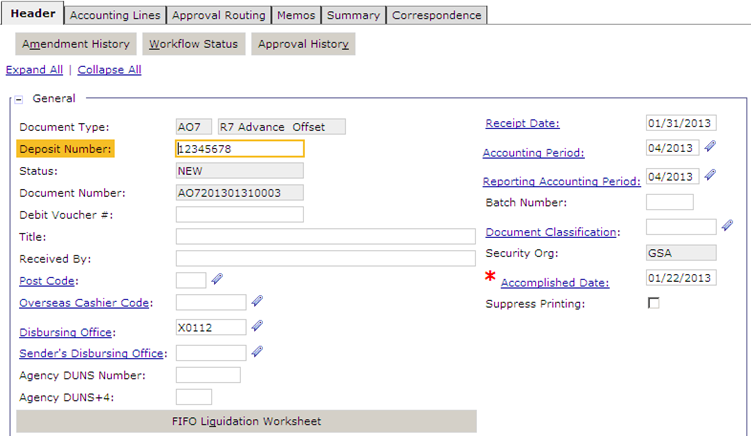 Header Accounting Lines Approval Routing Memos Summary Correspondence
Amendment History Workflow Status Approval History
Expand All | Collapse All
General
Document Type: AO7 R7 Advance Offset
Deposit Number: 12345678
Status: NEW
Document Number: AO7201301310003
Debit Voucher #:
Title:
Received By:
Post Code:
Overseas Cashier Code:
Disbursing Office: X0112
Sender's Disbursing Office:
Agency DUNS Number:
Agency DUNS+4:
FIFO Liquidation Worksheet
Receipt Date: 01/31/2013
Accounting Period: 04/2013
Reporting Accounting Period: 04/2013
Batch Number:
Document Classification:
Security Org: GSA
* Accomplished Date: 01/22/2013
Suppress Printing: